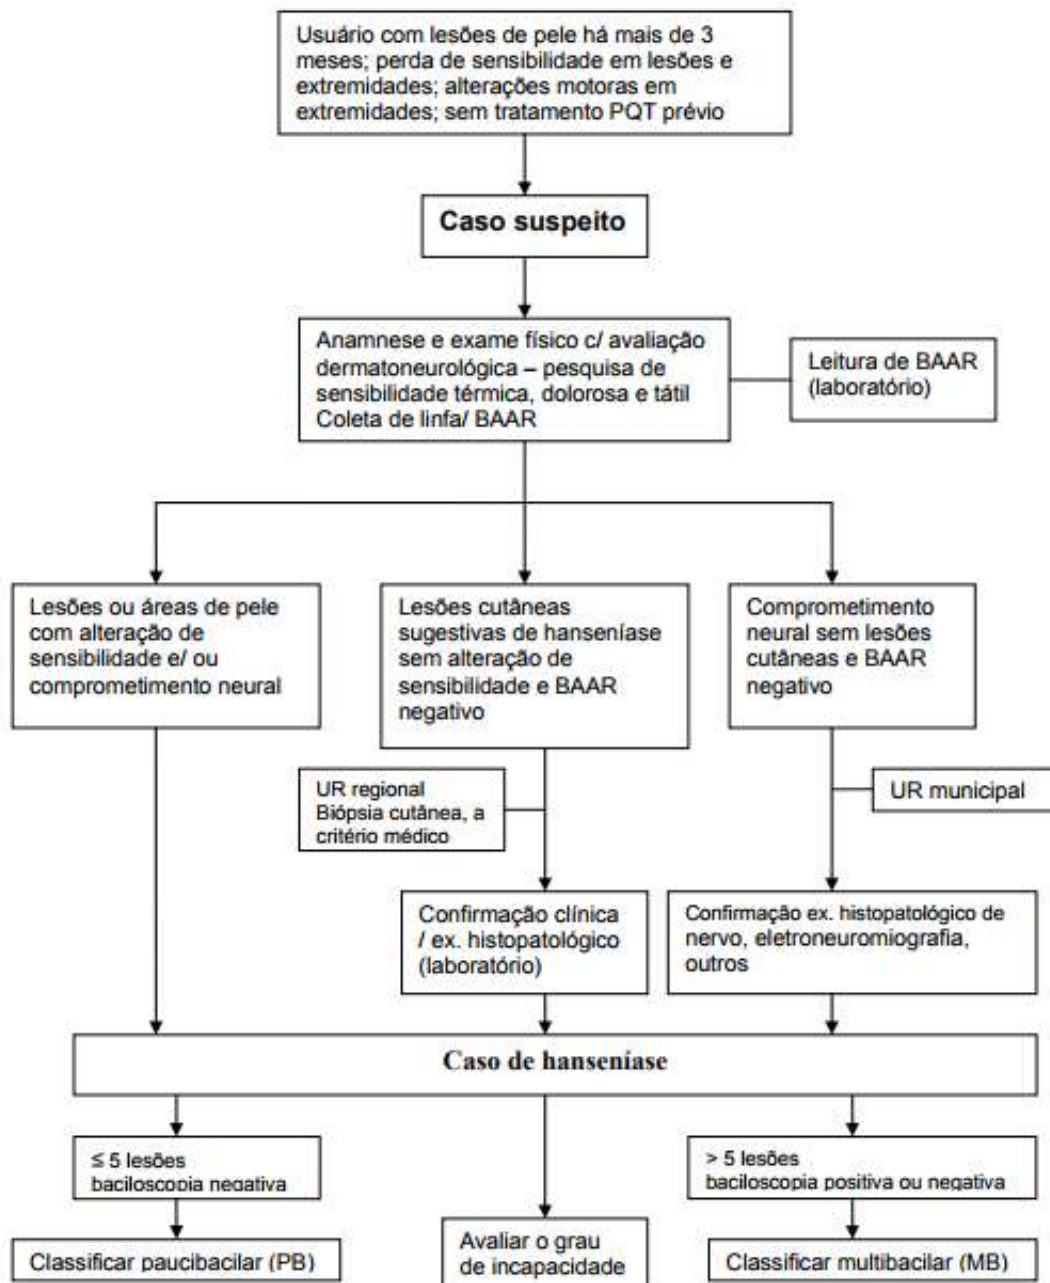 Usuário com lesões de pele há mais de 3
meses; perda de sensibilidade em lesões e
extremidades; alterações motoras em
extremidades; sem tratamento PQT prévio
Caso suspeito
Anamnese e exame físico c/ avaliação
dermatoneurológica – pesquisa de
sensibilidade térmica, dolorosa e tátil
Coleta de linfa/ BAAR
Leitura de BAAR
(laboratório)
Lesões ou áreas de pele
com alteração de
sensibilidade e/ ou
comprometimento neural
Lesões cutâneas
sugestivas de hanseníase
sem alteração de
sensibilidade e BAAR
negativo
Comprometimento
neural sem lesões
cutâneas e BAAR
negativo
UR regional
Biópsia cutânea, a
critério médico
UR municipal
Confirmação clínica
/ ex. histopatológico
(laboratório)
Confirmação ex. histopatológico de
nervo, eletroneuromiografia,
outros
Caso de hanseníase
≤ 5 lesões
baciloscopia negativa
> 5 lesões
baciloscopia positiva ou negativa
Classificar paucibacilar (PB)
Avaliar o grau
de incapacidade
Classificar multibacilar (MB)